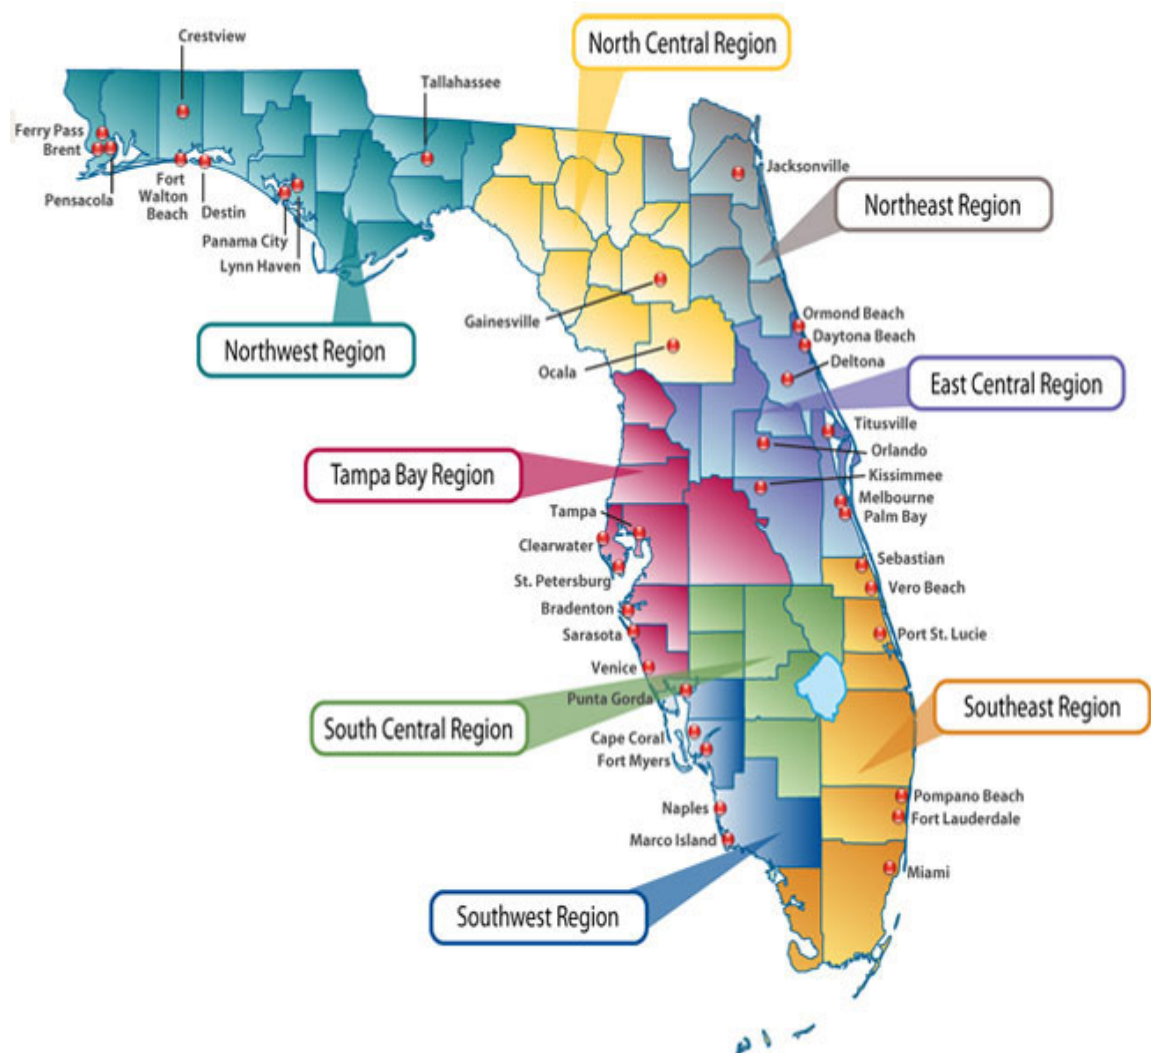 Crestview
North Central Region
Tallahassee
Ferry Pass
Brent
Jacksonville
Pensacola
Fort
Walton
Beach
Destin
Northeast Region
Panama City
Lynn Haven
Gainesville
Ormond Beach
Daytona Beach
Northwest Region
Ocala
Deltona
East Central Region
Titusville
Orlando
Tampa Bay Region
Kissimmee
Melbourne
Palm Bay
Tampa
Clearwater
Sebastian
St. Petersburg
Vero Beach
Bradenton
Sarasota
Port St. Lucie
Venice
Punta Gorda
Southeast Region
South Central Region
Cape Coral
Fort Myers
Pompano Beach
Naples
Fort Lauderdale
Marco Island
Miami
Southwest Region